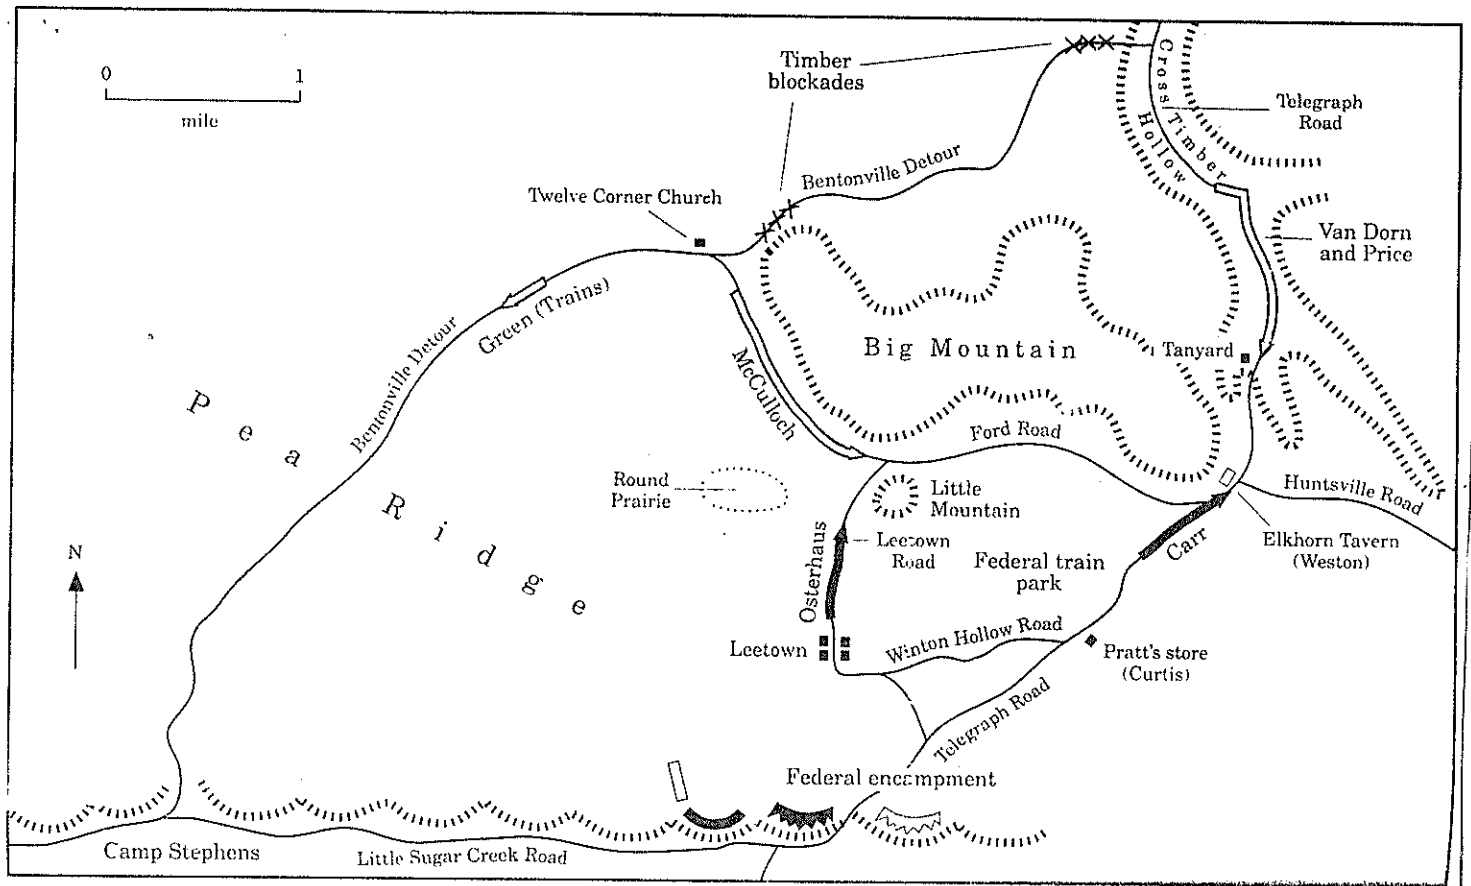 0 1
mile
Timber
blockades
Cross Timber
Hollow
Telegraph
Road
Bentonville Detour
Twelve Corner Church
Van Dorn
and Price
Green (Trains)
Bentonville Detour
McCulloch
Big Mountain
Tanyard
Pea
Ridge
Ford Road
Round
Prairie
Little
Mountain
Huntsville Road
Osterhaus
Leetown
Road
Federal train
park
Carr
Elkhorn Tavern
(Weston)
N
Leetown
Winton Hollow Road
Pratt's store
(Curtis)
Telegraph Road
Federal encampment
Camp Stephens
Little Sugar Creek Road